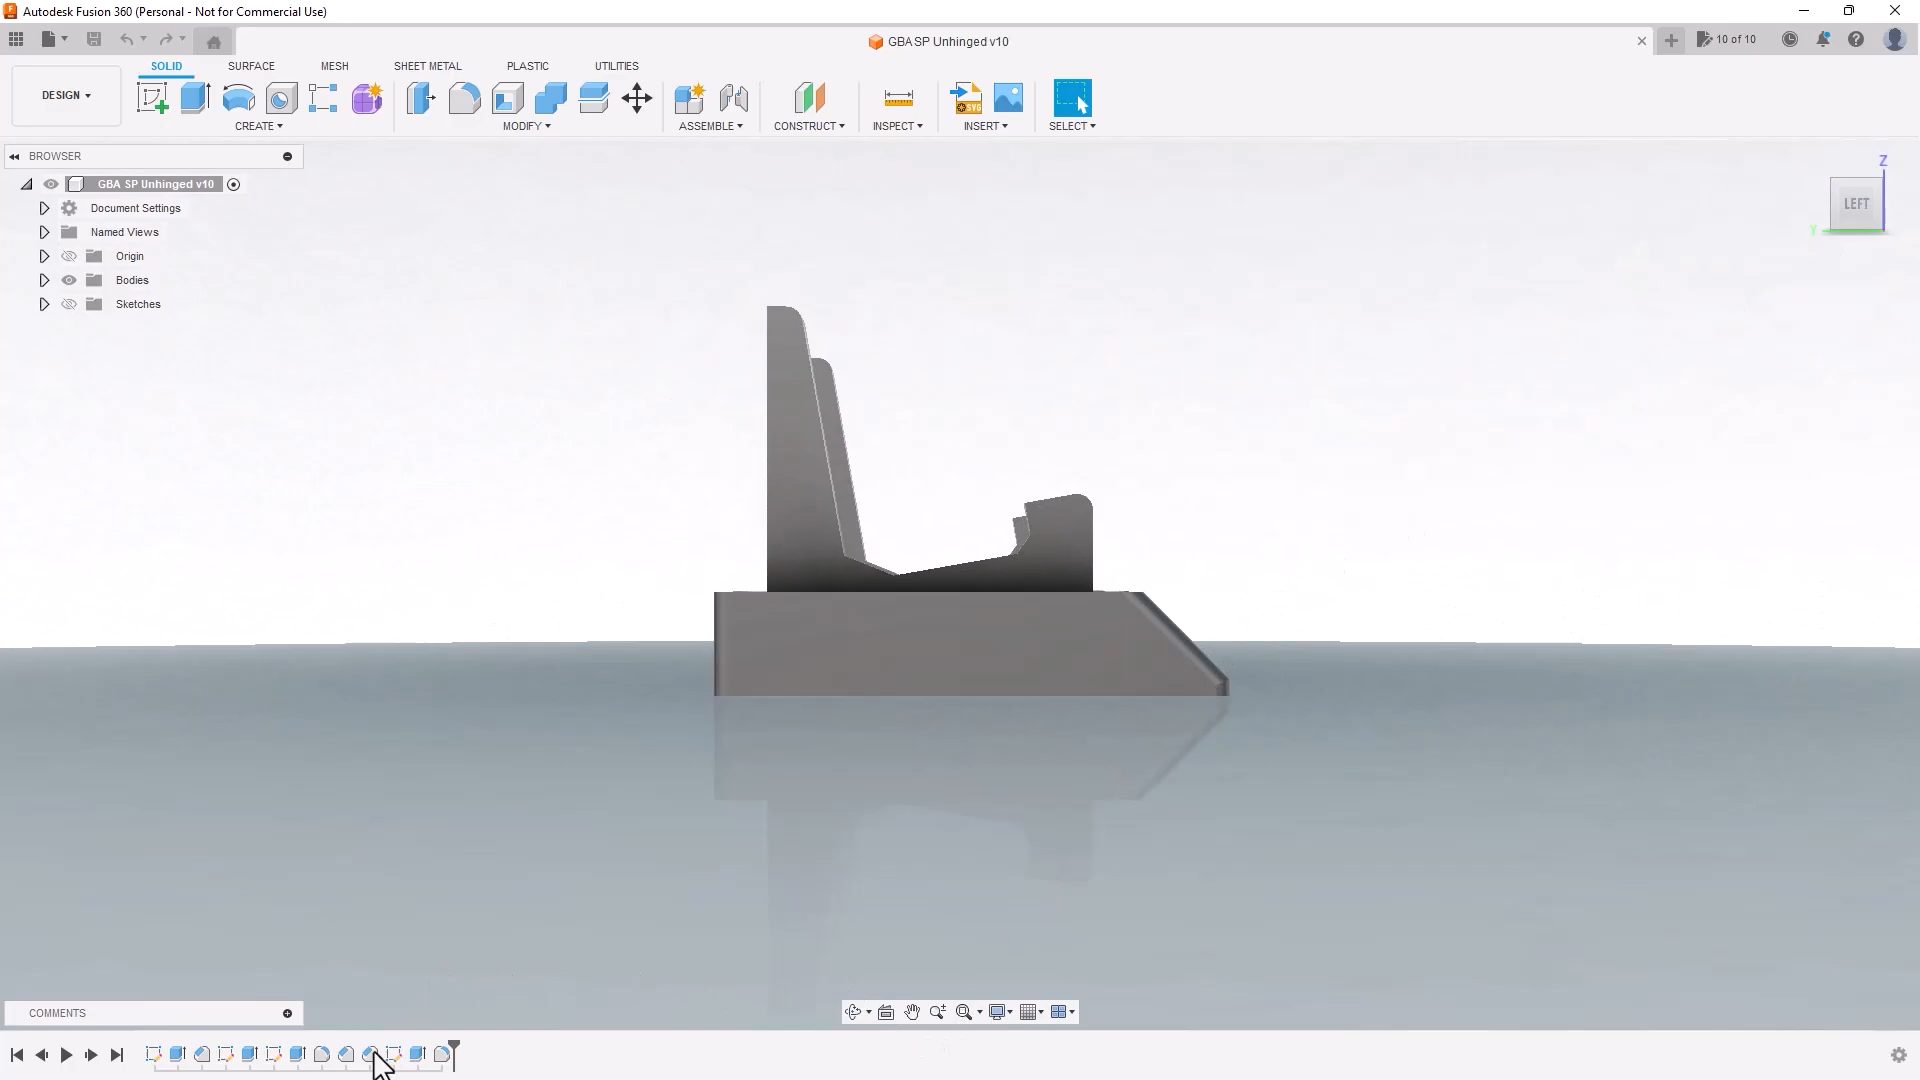 Autodesk Fusion 360 (Personal - Not for Commercial Use)
GBA SP Unhinged v10
10 of 10
SOLID
SURFACE
MESH
SHEET METAL
PLASTIC
UTILITIES
DESIGN
SVG
CREATE
MODIFY
ASSEMBLE
CONSTRUCT
INSPECT
INSERT
SELECT
BROWSER
GBA SP Unhinged v10
Document Settings
Named Views
Origin
Bodies
Sketches
Z
LEFT
Y
COMMENTS